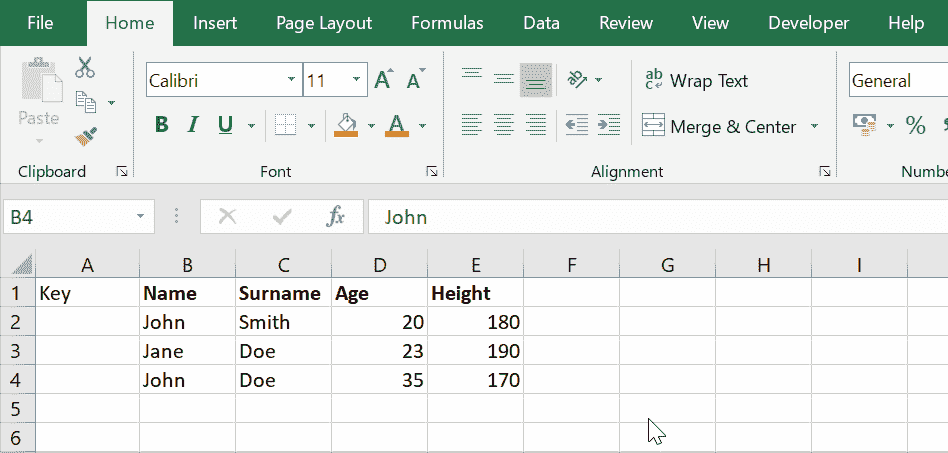 File Home Insert Page Layout Formulas Data Review View Developer Help
Paste
Calibri 11 A A
B I U A
ab c Wrap Text
Merge & Center
General
%
Clipboard Font Alignment
B4 fx John
A B C D E F G H I
1 Key Name Surname Age Height
2 John Smith 20 180
3 Jane Doe 23 190
4 John Doe 35 170
5
6